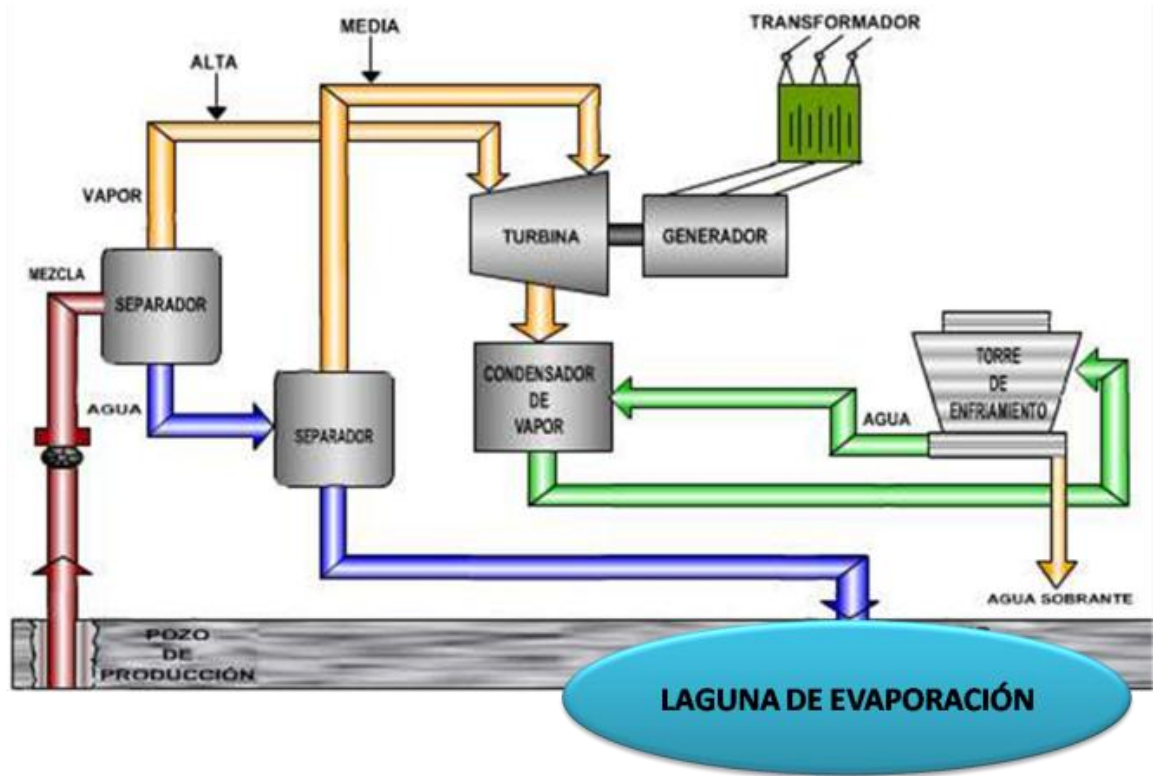 MEDIA
TRANSFORMADOR
ALTA
VAPOR
TURBINA
GENERADOR
MEZCLA
SEPARADOR
AGUA
SEPARADOR
CONDENSADOR
DE
VAPOR
AGUA
TORRE
DE
ENFRIAMIENTO
AGUA SOBRANTE
POZO
DE
PRODUCCIÓN
LAGUNA DE EVAPORACIÓN